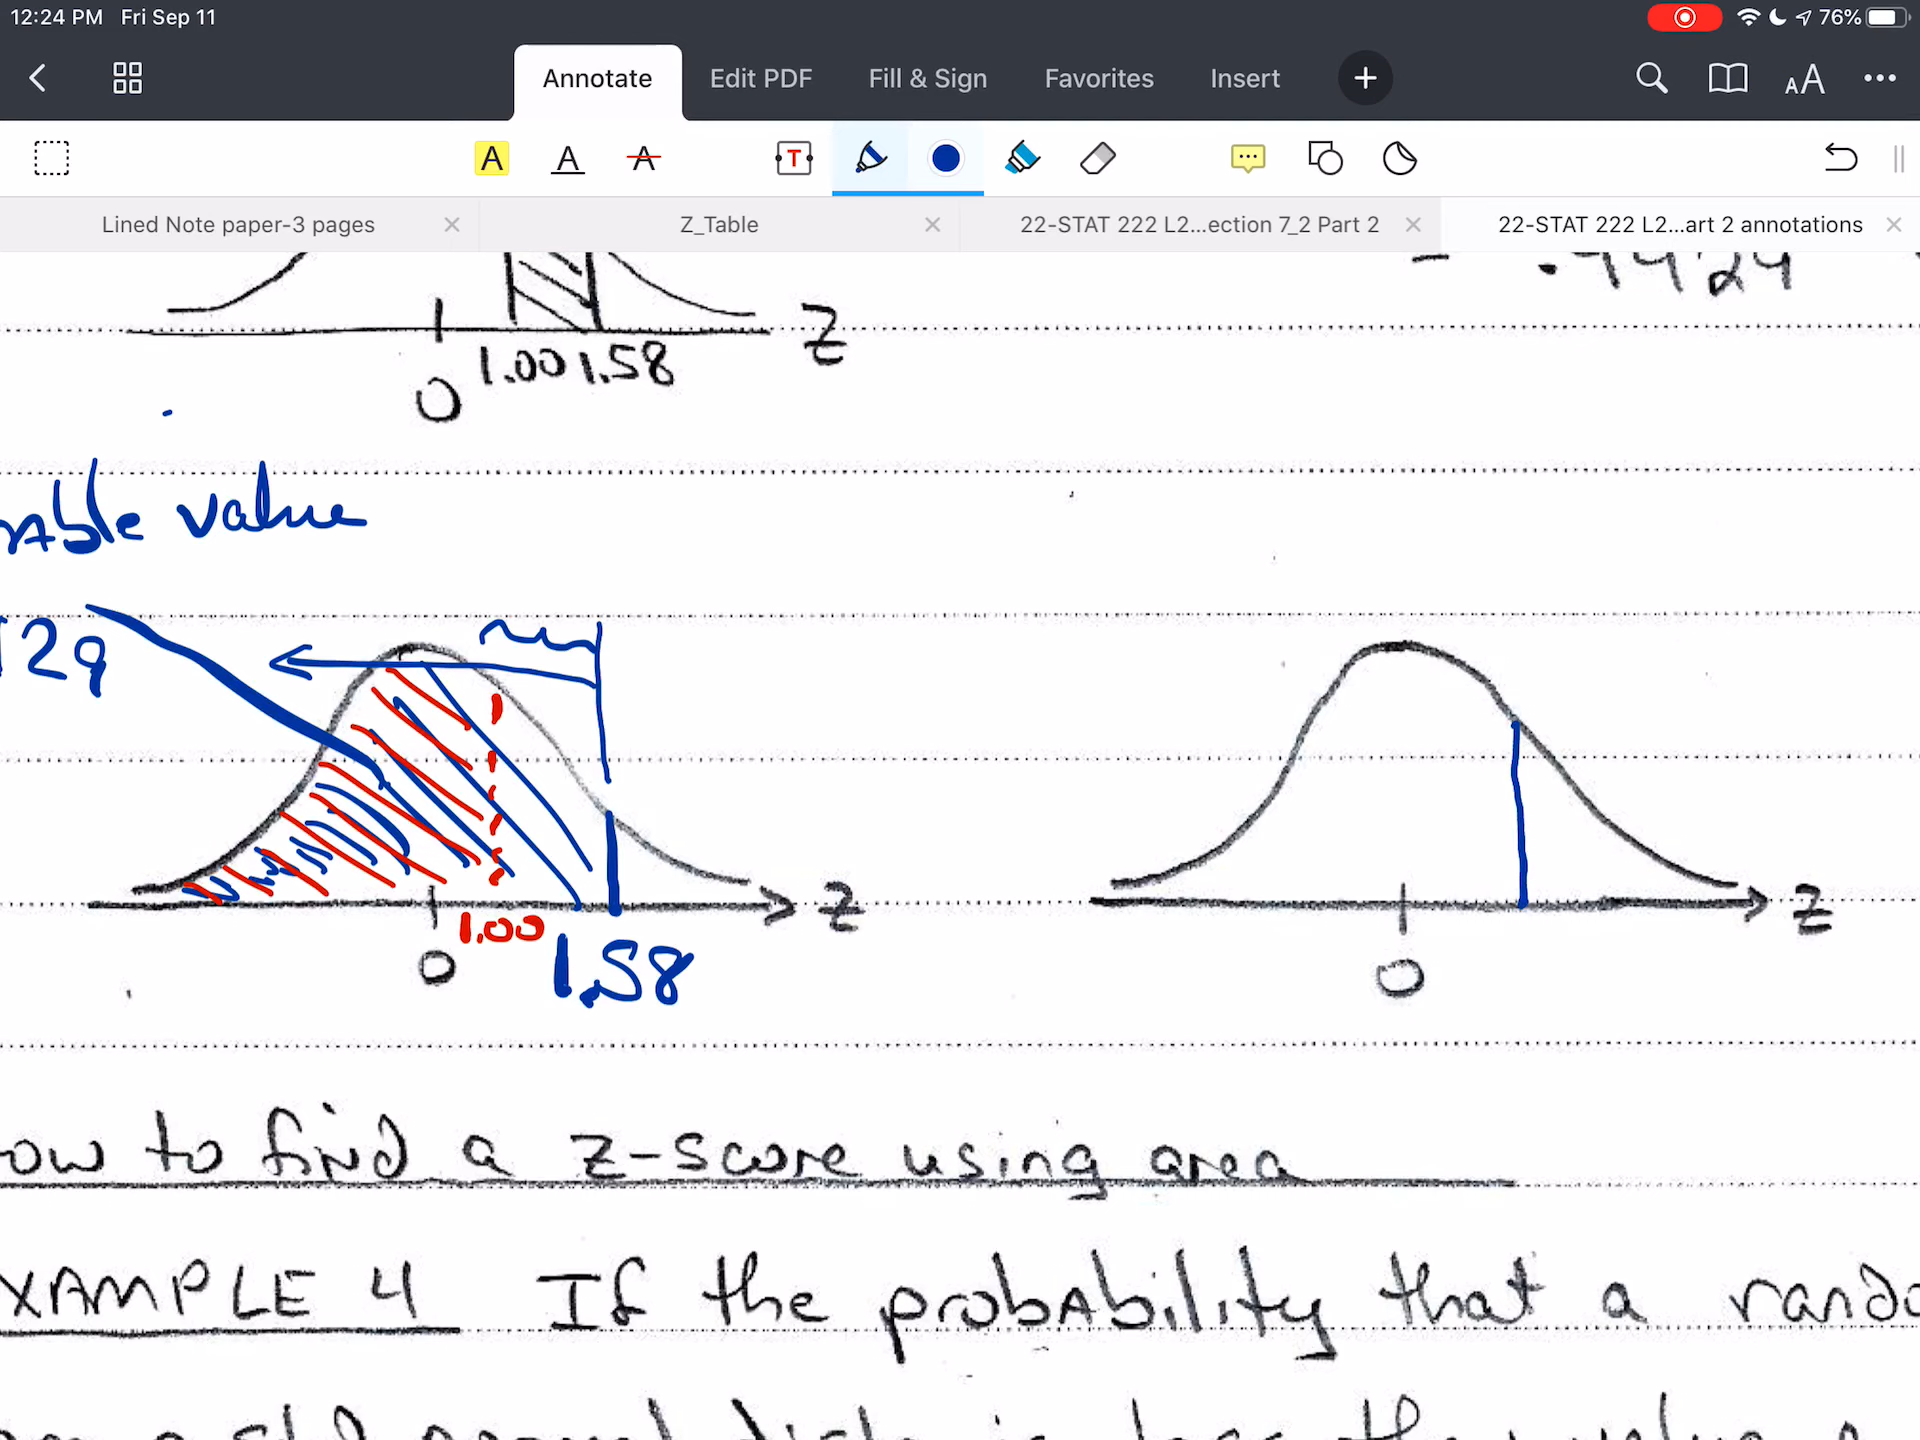 12:24 PM Fri Sep 11 76%
Annotate Edit PDF Fill & Sign Favorites Insert
A A A T AA
Lined Note paper-3 pages Z_Table 22-STAT 222 L2...ection 7_2 Part 2 22-STAT 222 L2...art 2 annotations
Z
1.00 1.58
0
value
Z
1.00
0 1.58
Z
0
ow to find a z-score using area
XAMPLE 4 If the probability that a rando